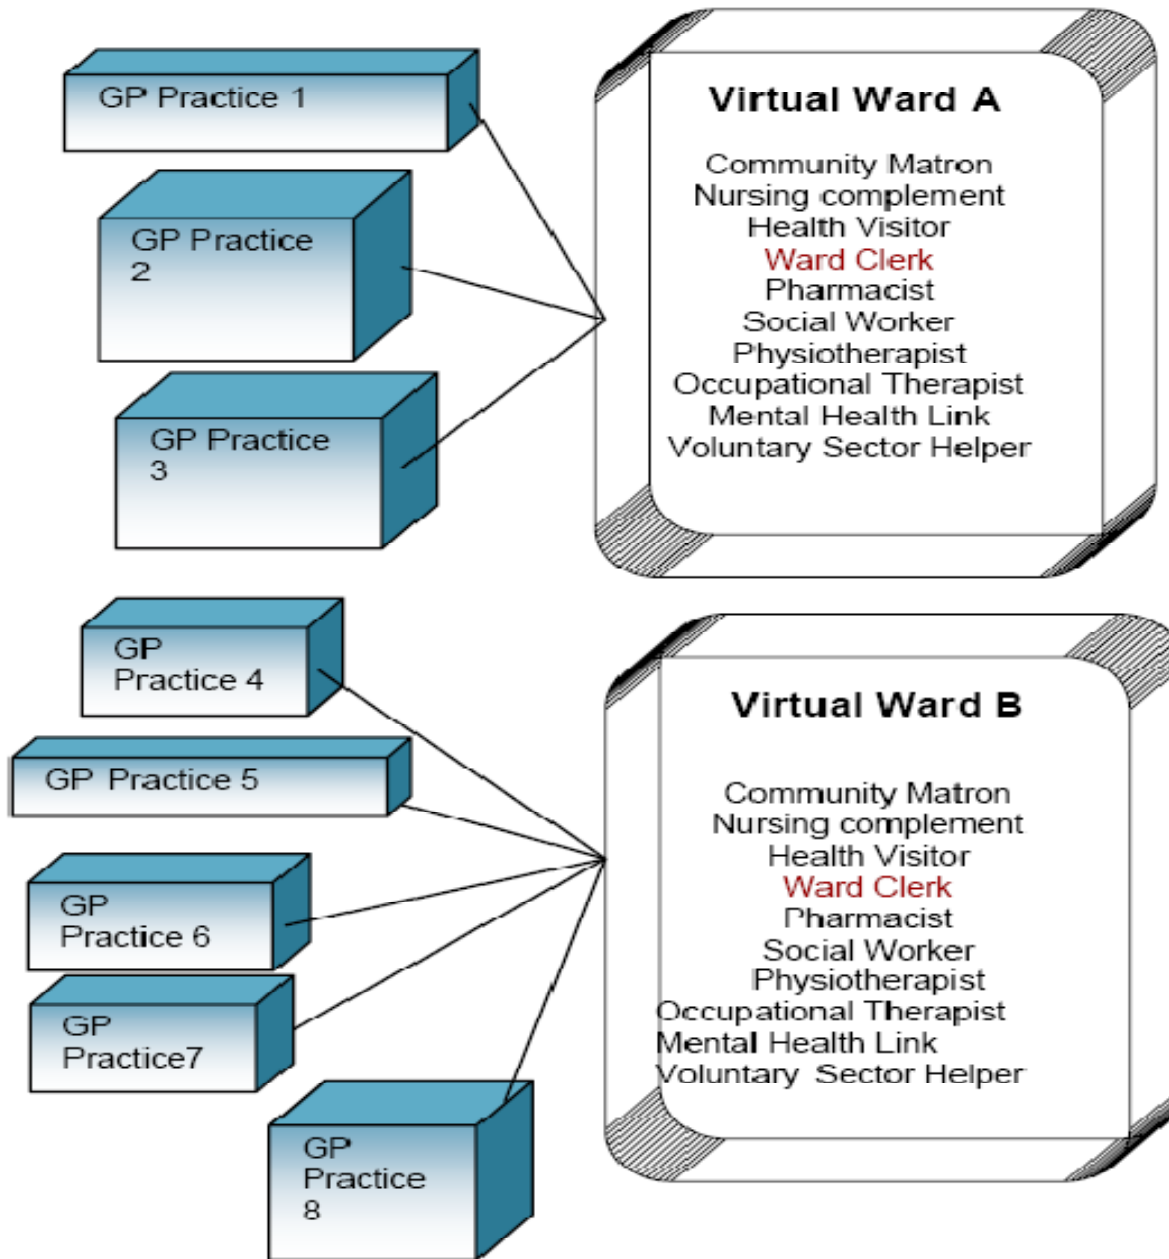 GP Practice 1
GP Practice
2
GP Practice
3
Virtual Ward A
Community Matron
Nursing complement
Health Visitor
Ward Clerk
Pharmacist
Social Worker
Physiotherapist
Occupational Therapist
Mental Health Link
Voluntary Sector Helper
GP
Practice 4
GP Practice 5
GP
Practice 6
GP
Practice7
GP
Practice
8
Virtual Ward B
Community Matron
Nursing complement
Health Visitor
Ward Clerk
Pharmacist
Social Worker
Physiotherapist
Occupational Therapist
Mental Health Link
Voluntary Sector Helper